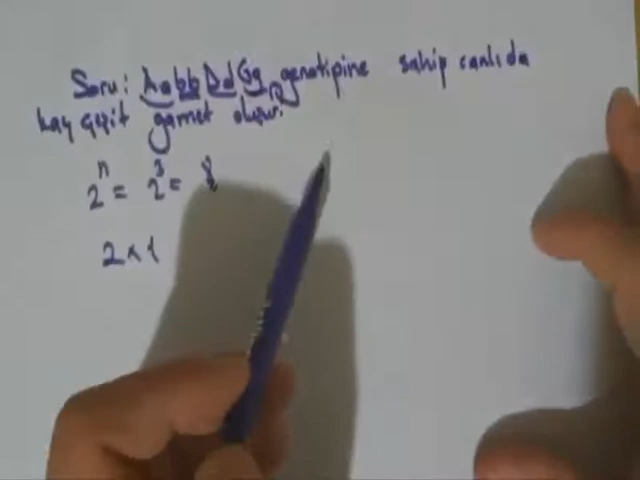 Soru: AabbDdGg genotipine sahip canlıda
kaç çeşit gamet oluşur.
2ⁿ = 2³ = 8
2 x 1